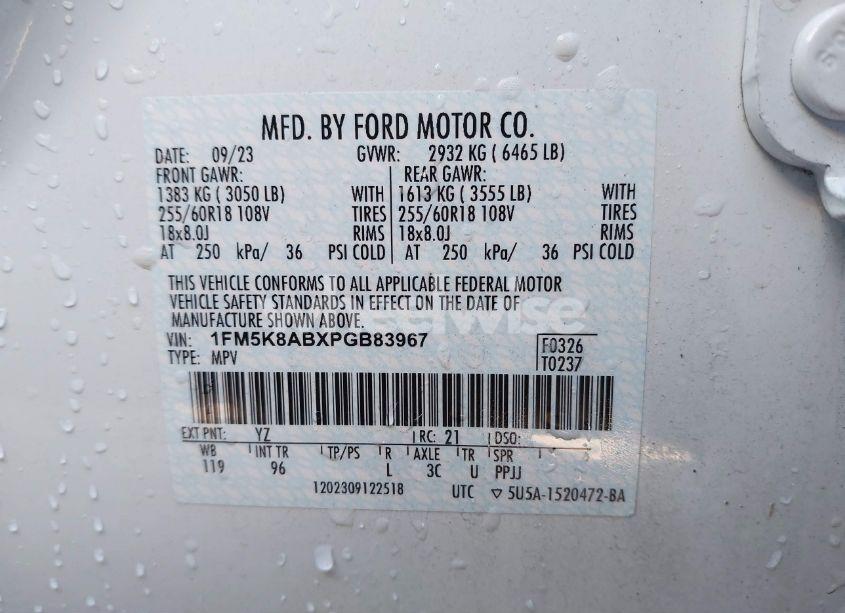 MFD. BY FORD MOTOR CO.
DATE: 09/23 GVWR: 2932 KG ( 6465 LB)
FRONT GAWR: REAR GAWR:
1383 KG ( 3050 LB) WITH 1613 KG ( 3555 LB) WITH
255/60R18 108V TIRES 255/60R18 108V TIRES
18x8.0J RIMS 18x8.0J RIMS
AT 250 kPa/ 36 PSI COLD AT 250 kPa/ 36 PSI COLD
THIS VEHICLE CONFORMS TO ALL APPLICABLE FEDERAL MOTOR
VEHICLE SAFETY STANDARDS IN EFFECT ON THE DATE OF
MANUFACTURE SHOWN ABOVE.
VIN: 1FM5K8ABXPGB83967 F0326
TYPE: MPV T0237
EXT PNT: YZ RC: 21 DSO:
WB INT TR TP/PS R AXLE TR SPR
119 96 L 3C U PPJJ
1202309122518 UTC ▽ 5U5A-1520472-BA